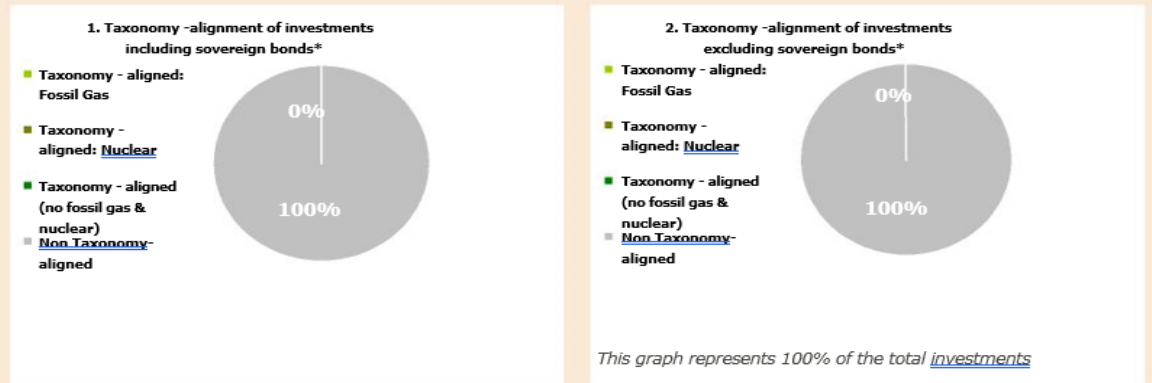 1. Taxonomy -alignment of investments
including sovereign bonds*
Taxonomy - aligned:
Fossil Gas
Taxonomy -
aligned: Nuclear
Taxonomy - aligned
(no fossil gas &
nuclear)
Non Taxonomy-
aligned
0%
100%
2. Taxonomy -alignment of investments
excluding sovereign bonds*
Taxonomy - aligned:
Fossil Gas
Taxonomy -
aligned: Nuclear
Taxonomy - aligned
(no fossil gas &
nuclear)
Non Taxonomy-
aligned
0%
100%
This graph represents 100% of the total investments